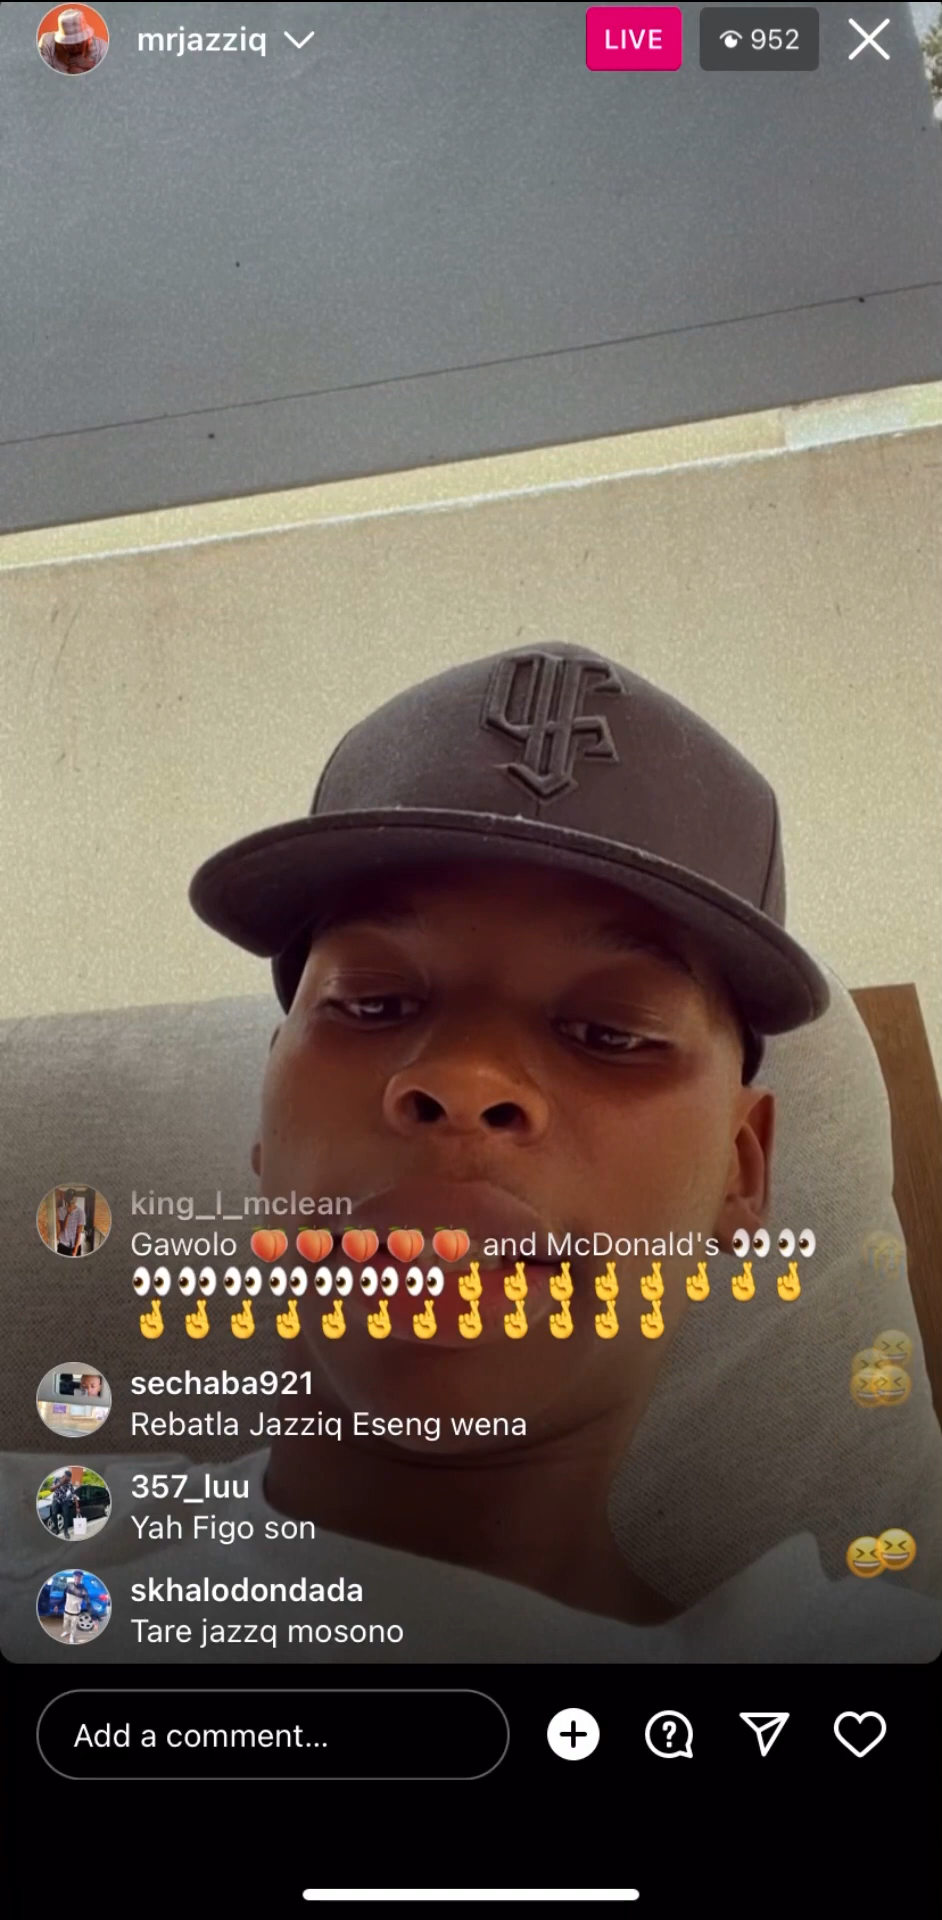 mrjazziq
LIVE
952
king_l_mclean
Gawolo 🍑🍑🍑🍑🍑 and McDonald's 👀👀
👀👀👀👀👀👀👀🤞🤞🤞🤞🤞🤞🤞🤞
🤞🤞🤞🤞🤞🤞🤞🤞🤞🤞🤞🤞
sechaba921
Rebatla Jazziq Eseng wena
357_luu
Yah Figo son
skhalodondada
Tare jazzq mosono
Add a comment...